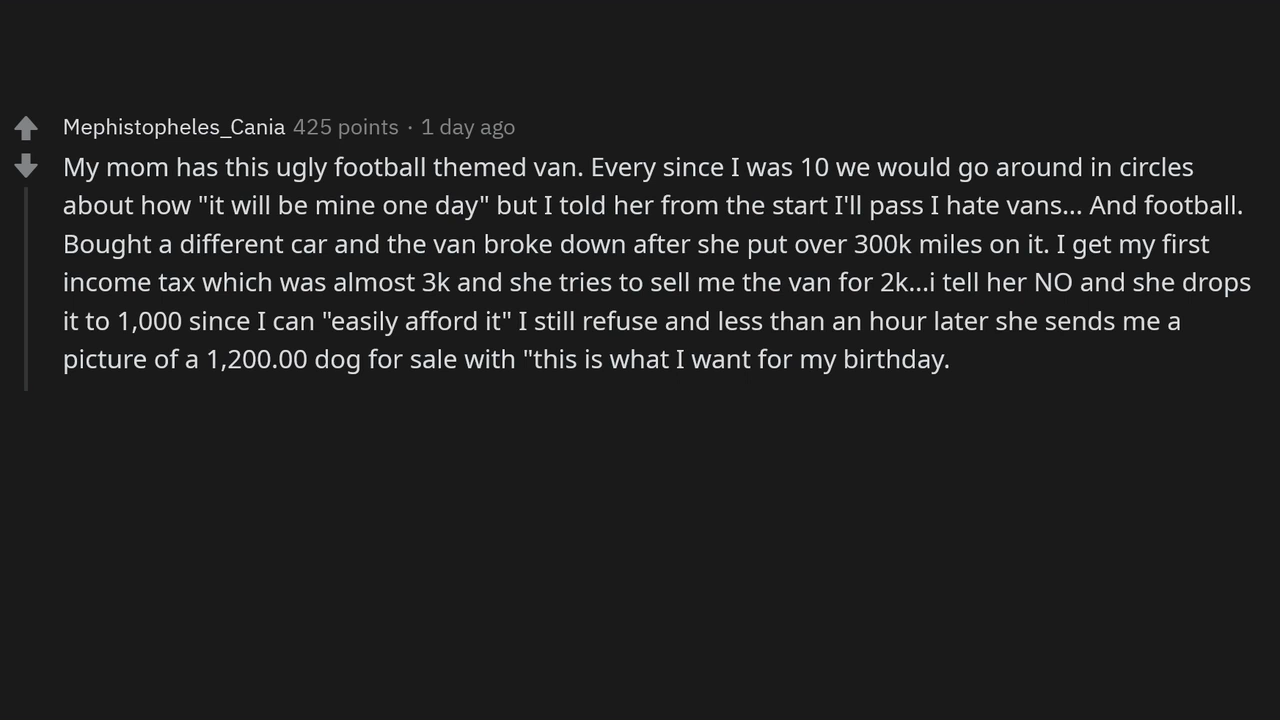 Mephistopheles_Cania 425 points · 1 day ago
My mom has this ugly football themed van. Every since I was 10 we would go around in circles
about how "it will be mine one day" but I told her from the start I'll pass I hate vans... And football.
Bought a different car and the van broke down after she put over 300k miles on it. I get my first
income tax which was almost 3k and she tries to sell me the van for 2k...i tell her NO and she drops
it to 1,000 since I can "easily afford it" I still refuse and less than an hour later she sends me a
picture of a 1,200.00 dog for sale with "this is what I want for my birthday.